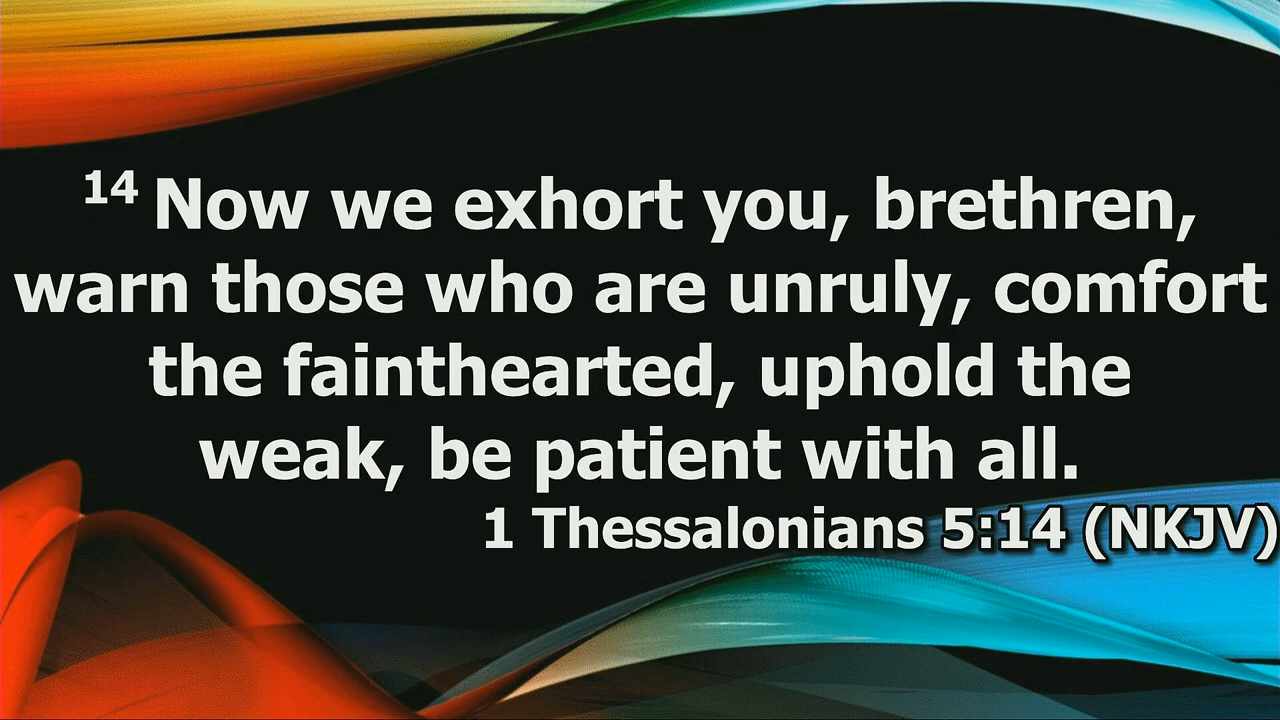 14 Now we exhort you, brethren,
warn those who are unruly, comfort
the fainthearted, uphold the
weak, be patient with all.
1 Thessalonians 5:14 (NKJV)